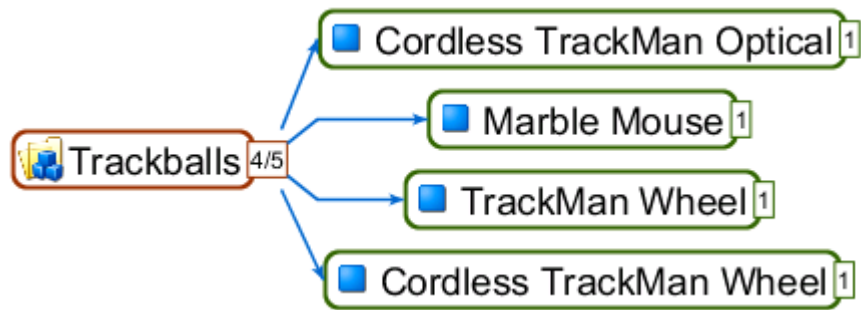 Cordless TrackMan Optical 1
Marble Mouse 1
Trackballs 4/5
TrackMan Wheel 1
Cordless TrackMan Wheel 1